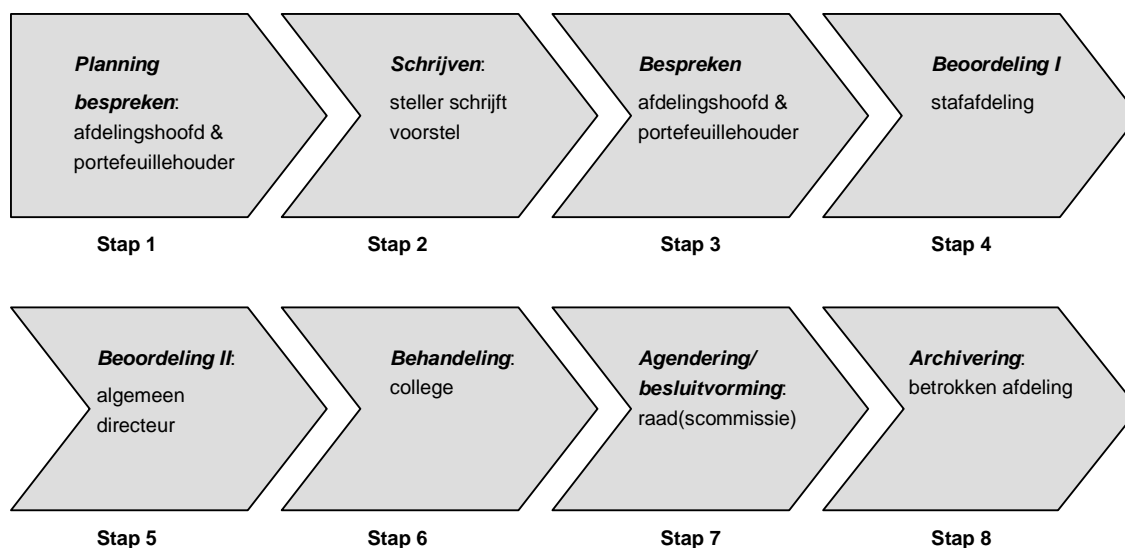 Planning
bespreken:
afdelingshoofd &
portefeuillehouder
Stap 1
Schrijven:
steller schrijft
voorstel
Stap 2
Bespreken
afdelingshoofd &
portefeuillehouder
Stap 3
Beoordeling I
stafafdeling
Stap 4
Beoordeling II:
algemeen
directeur
Stap 5
Behandeling:
college
Stap 6
Agendering/
besluitvorming:
raad(scommissie)
Stap 7
Archivering:
betrokken afdeling
Stap 8